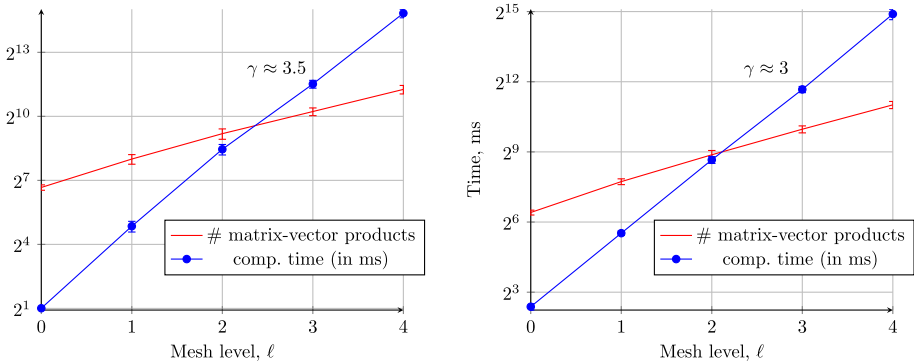 2^13
2^10
2^7
2^4
2^1
γ ≈ 3.5
# matrix-vector products
comp. time (in ms)
0 1 2 3 4
Mesh level, ℓ
2^15
2^12
2^9
2^6
2^3
Time, ms
γ ≈ 3
# matrix-vector products
comp. time (in ms)
0 1 2 3 4
Mesh level, ℓ